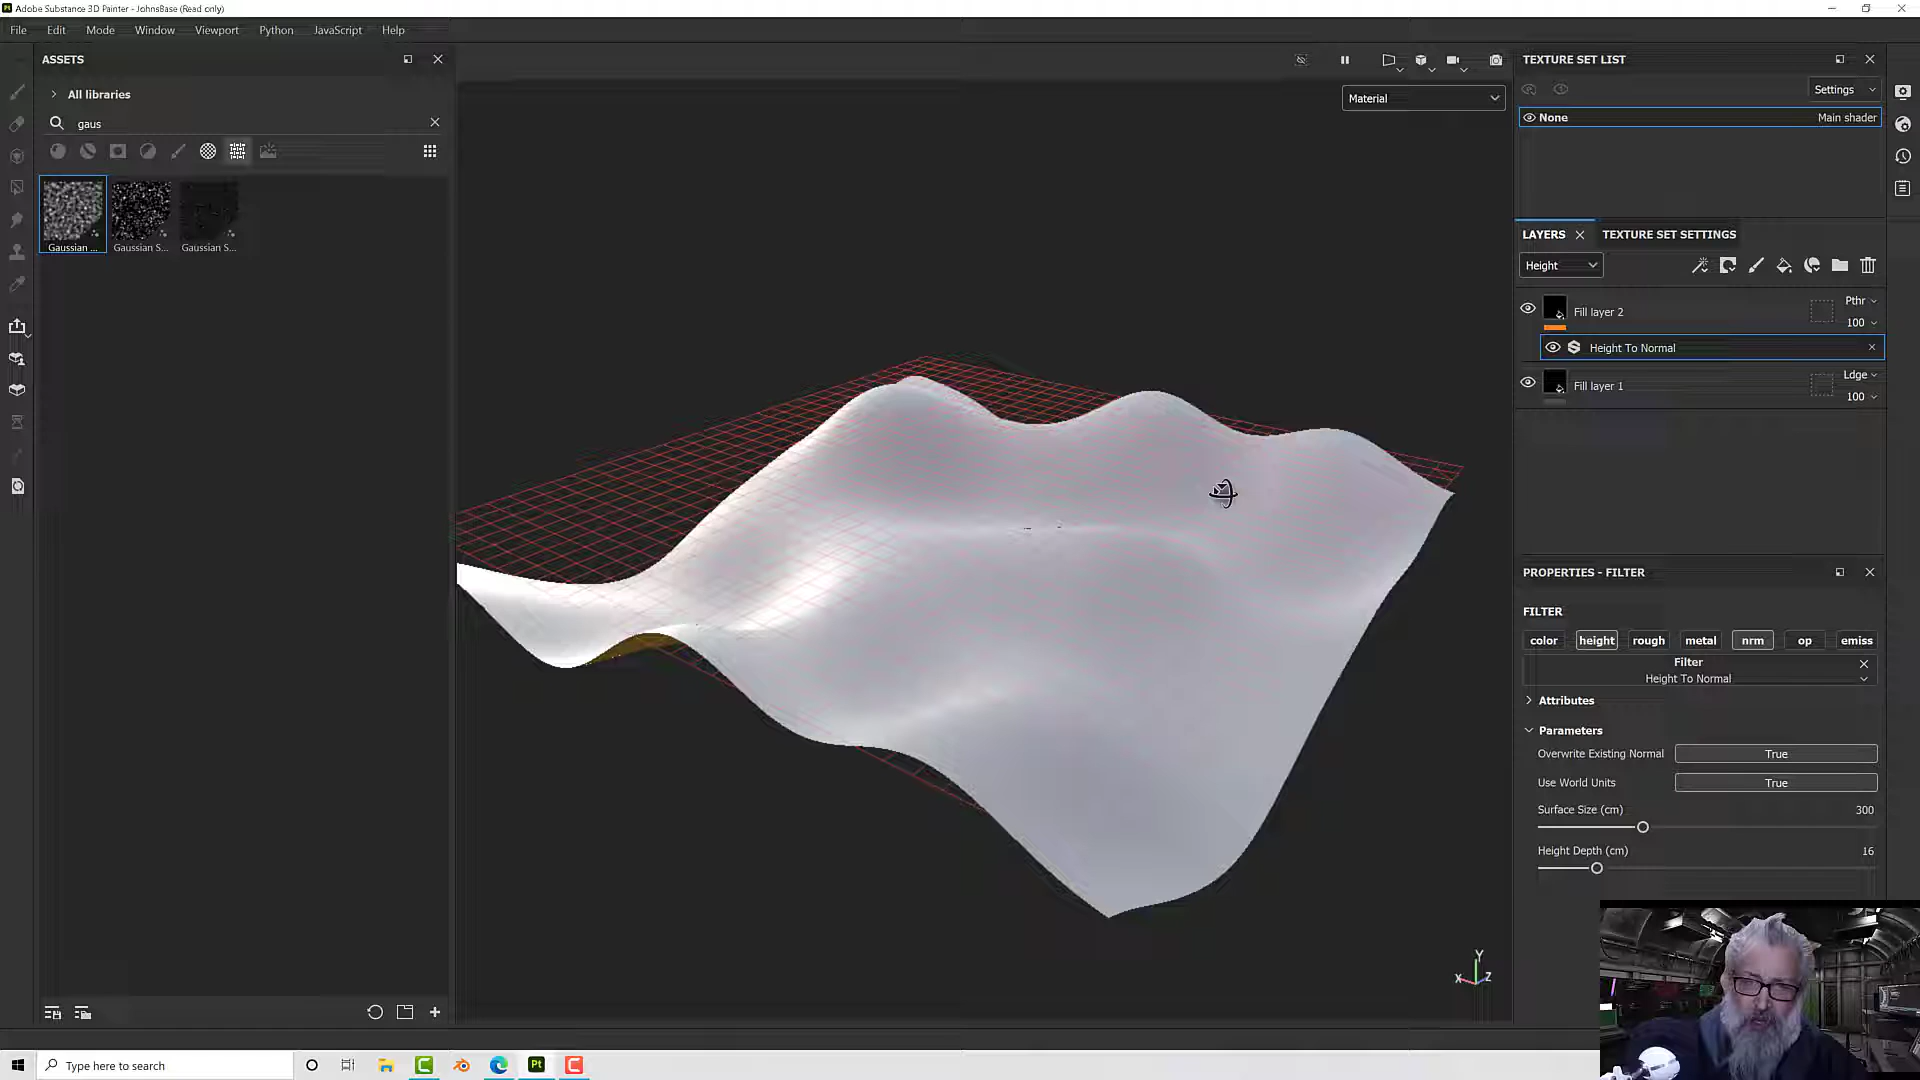 Pt Adobe Substance 3D Painter - JohnsBase (Read only)
File Edit Mode Window Viewport Python JavaScript Help
ASSETS
All libraries
gaus
Gaussian ... Gaussian S... Gaussian S...
Material
TEXTURE SET LIST
Settings
None Main shader
LAYERS TEXTURE SET SETTINGS
Height
Fill layer 2 Pthr
100
Height To Normal
Fill layer 1 Ldge
100
PROPERTIES - FILTER
FILTER
color height rough metal nrm op emiss
Filter
Height To Normal
Attributes
Parameters
Overwrite Existing Normal True
Use World Units True
Surface Size (cm) 300
Height Depth (cm) 16
Y
X Z
Type here to search
Pt